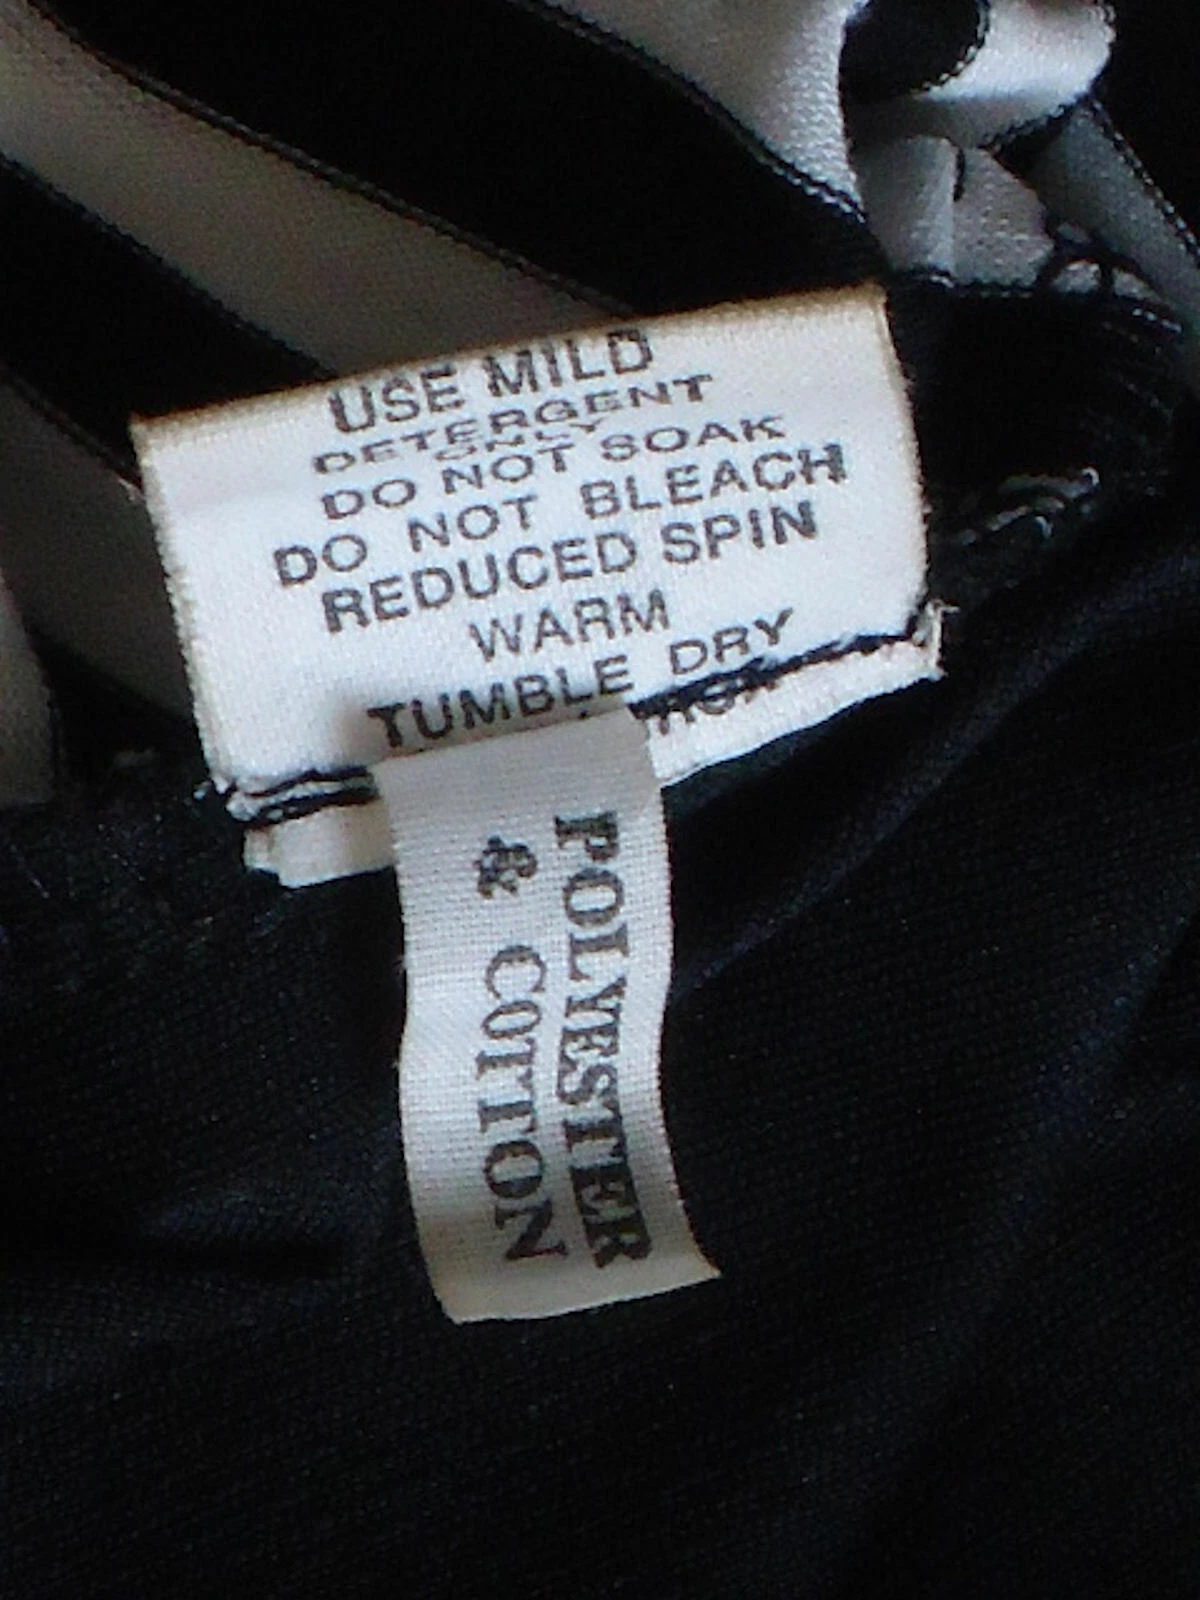 USE MILD
DETERGENT
ONLY
DO NOT SOAK
DO NOT BLEACH
REDUCED SPIN
WARM
TUMBLE DRY
POLYESTER
& COTTON